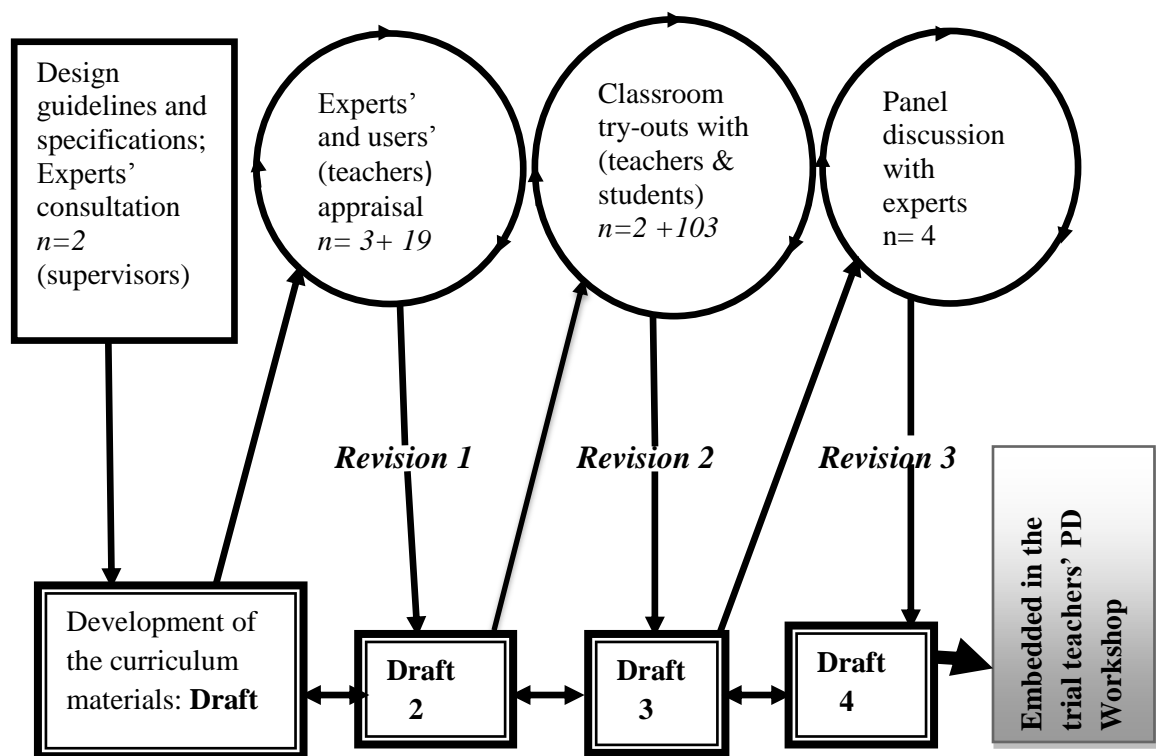 Design
guidelines and
specifications;
Experts’
consultation
n=2
(supervisors)
Experts’
and users’
(teachers)
appraisal
n= 3+ 19
Classroom
try-outs with
(teachers &
students)
n=2 +103
Panel
discussion
with
experts
n= 4
Revision 1
Revision 2
Revision 3
Development of
the curriculum
materials: Draft
Draft
2
Draft
3
Draft
4
Embedded in the
trial teachers’ PD
Workshop